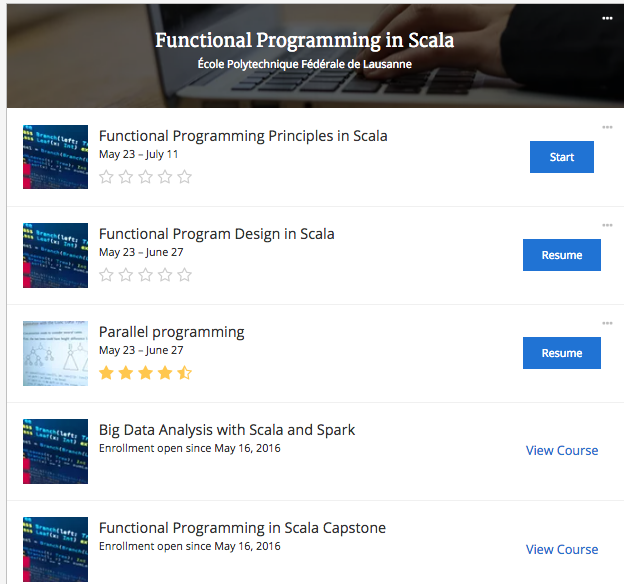 Functional Programming in Scala
École Polytechnique Fédérale de Lausanne
Functional Programming Principles in Scala
May 23 – July 11
Start
Functional Program Design in Scala
May 23 – June 27
Resume
Parallel programming
May 23 – June 27
Resume
Big Data Analysis with Scala and Spark
Enrollment open since May 16, 2016
View Course
Functional Programming in Scala Capstone
Enrollment open since May 16, 2016
View Course